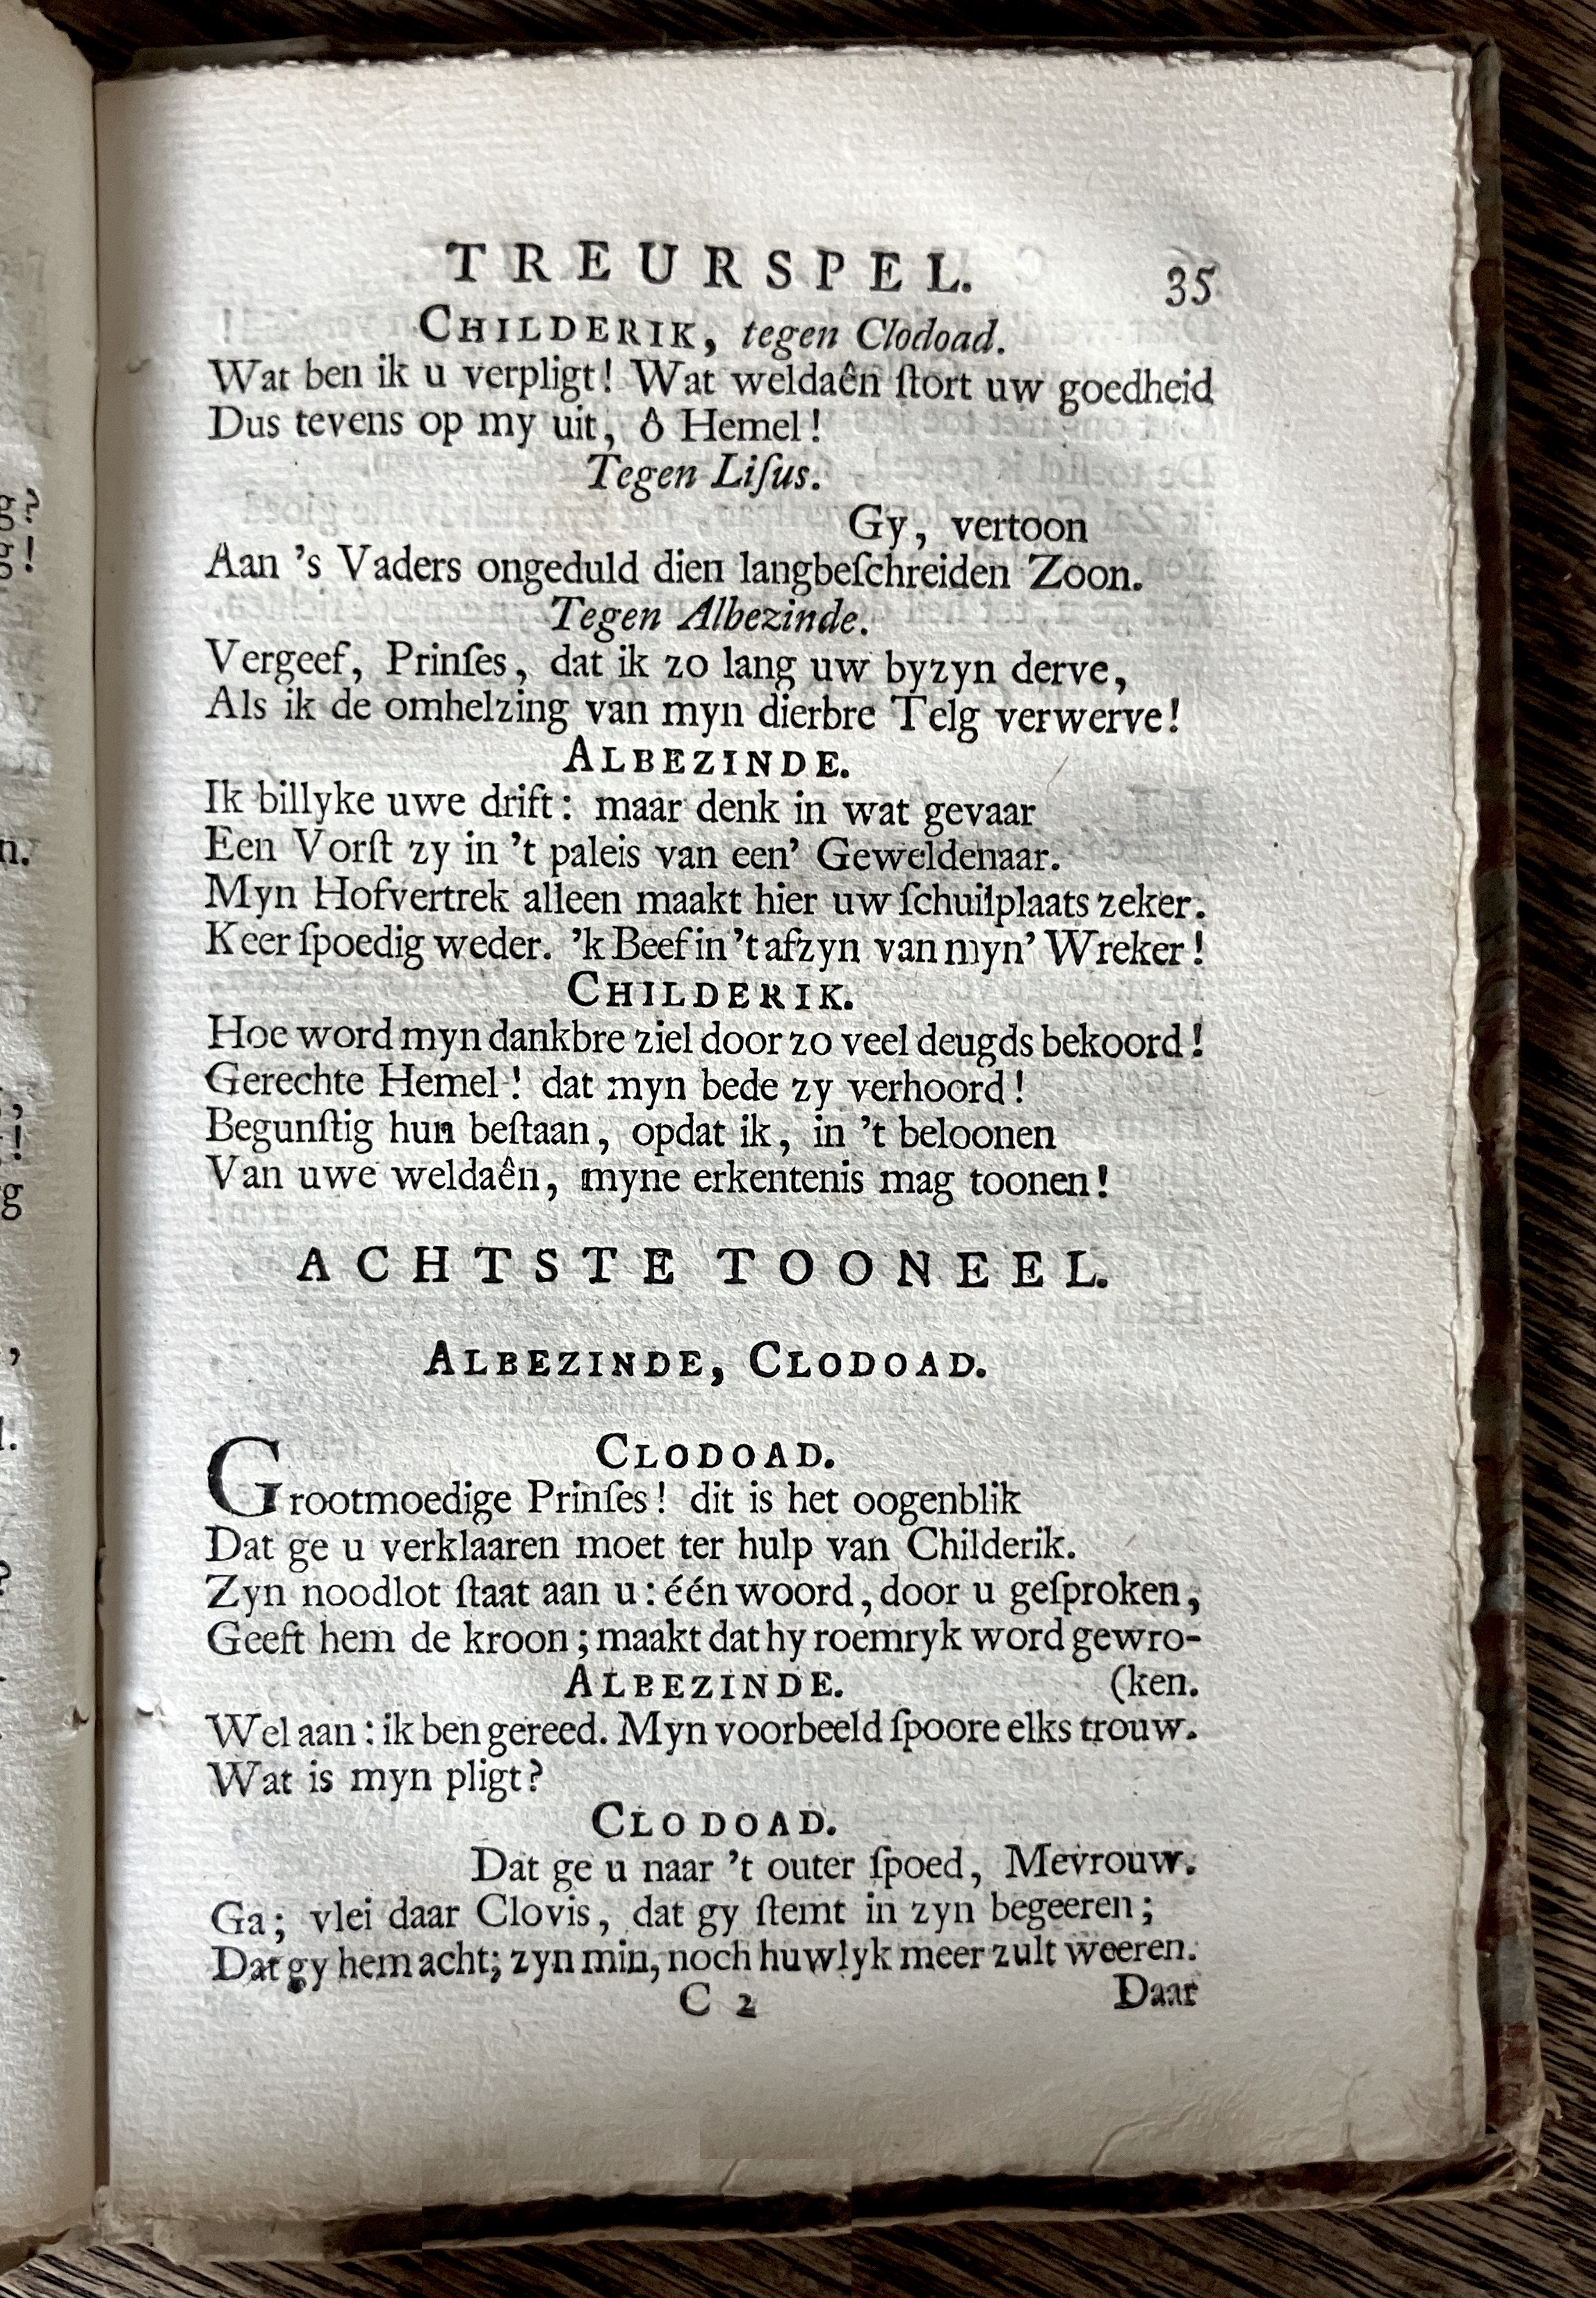 TREURSPEL. 35
CHILDERIK, tegen Clodoad.
Wat ben ik u verpligt! Wat weldaên ſtort uw goedheid
Dus tevens op my uit, ô Hemel!
Tegen Liſus.
Gy, vertoon
Aan 's Vaders ongeduld dien langbeſchreiden Zoon.
Tegen Albezinde.
Vergeef, Prinſes, dat ik zo lang uw byzyn derve,
Als ik de omhelzing van myn dierbre Telg verwerve!
ALBEZINDE.
Ik billyke uwe drift: maar denk in wat gevaar
Een Vorſt zy in 't paleis van een' Geweldenaar.
Myn Hofvertrek alleen maakt hier uw ſchuilplaats zeker.
Keer ſpoedig weder. 'k Beef in 't afzyn van myn' Wreker!
CHILDERIK.
Hoe word myn dankbre ziel door zo veel deugds bekoord!
Gerechte Hemel! dat myn bede zy verhoord!
Begunſtig hun beſtaan, opdat ik, in 't beloonen
Van uwe weldaên, myne erkentenis mag toonen!
ACHTSTE TOONEEL.
ALBEZINDE, CLODOAD.
CLODOAD.
Grootmoedige Prinſes! dit is het oogenblik
Dat ge u verklaaren moet ter hulp van Childerik.
Zyn noodlot ſtaat aan u: één woord, door u geſproken,
Geeft hem de kroon; maakt dat hy roemryk word gewro-
ALBEZINDE. (ken.
Wel aan: ik ben gereed. Myn voorbeeld ſpoore elks trouw.
Wat is myn pligt?
CLODOAD.
Dat ge u naar 't outer ſpoed, Mevrouw.
Ga; vlei daar Clovis, dat gy ſtemt in zyn begeeren;
Dat gy hem acht; zyn min, noch huwlyk meer zult weeren.
C 2 Daar